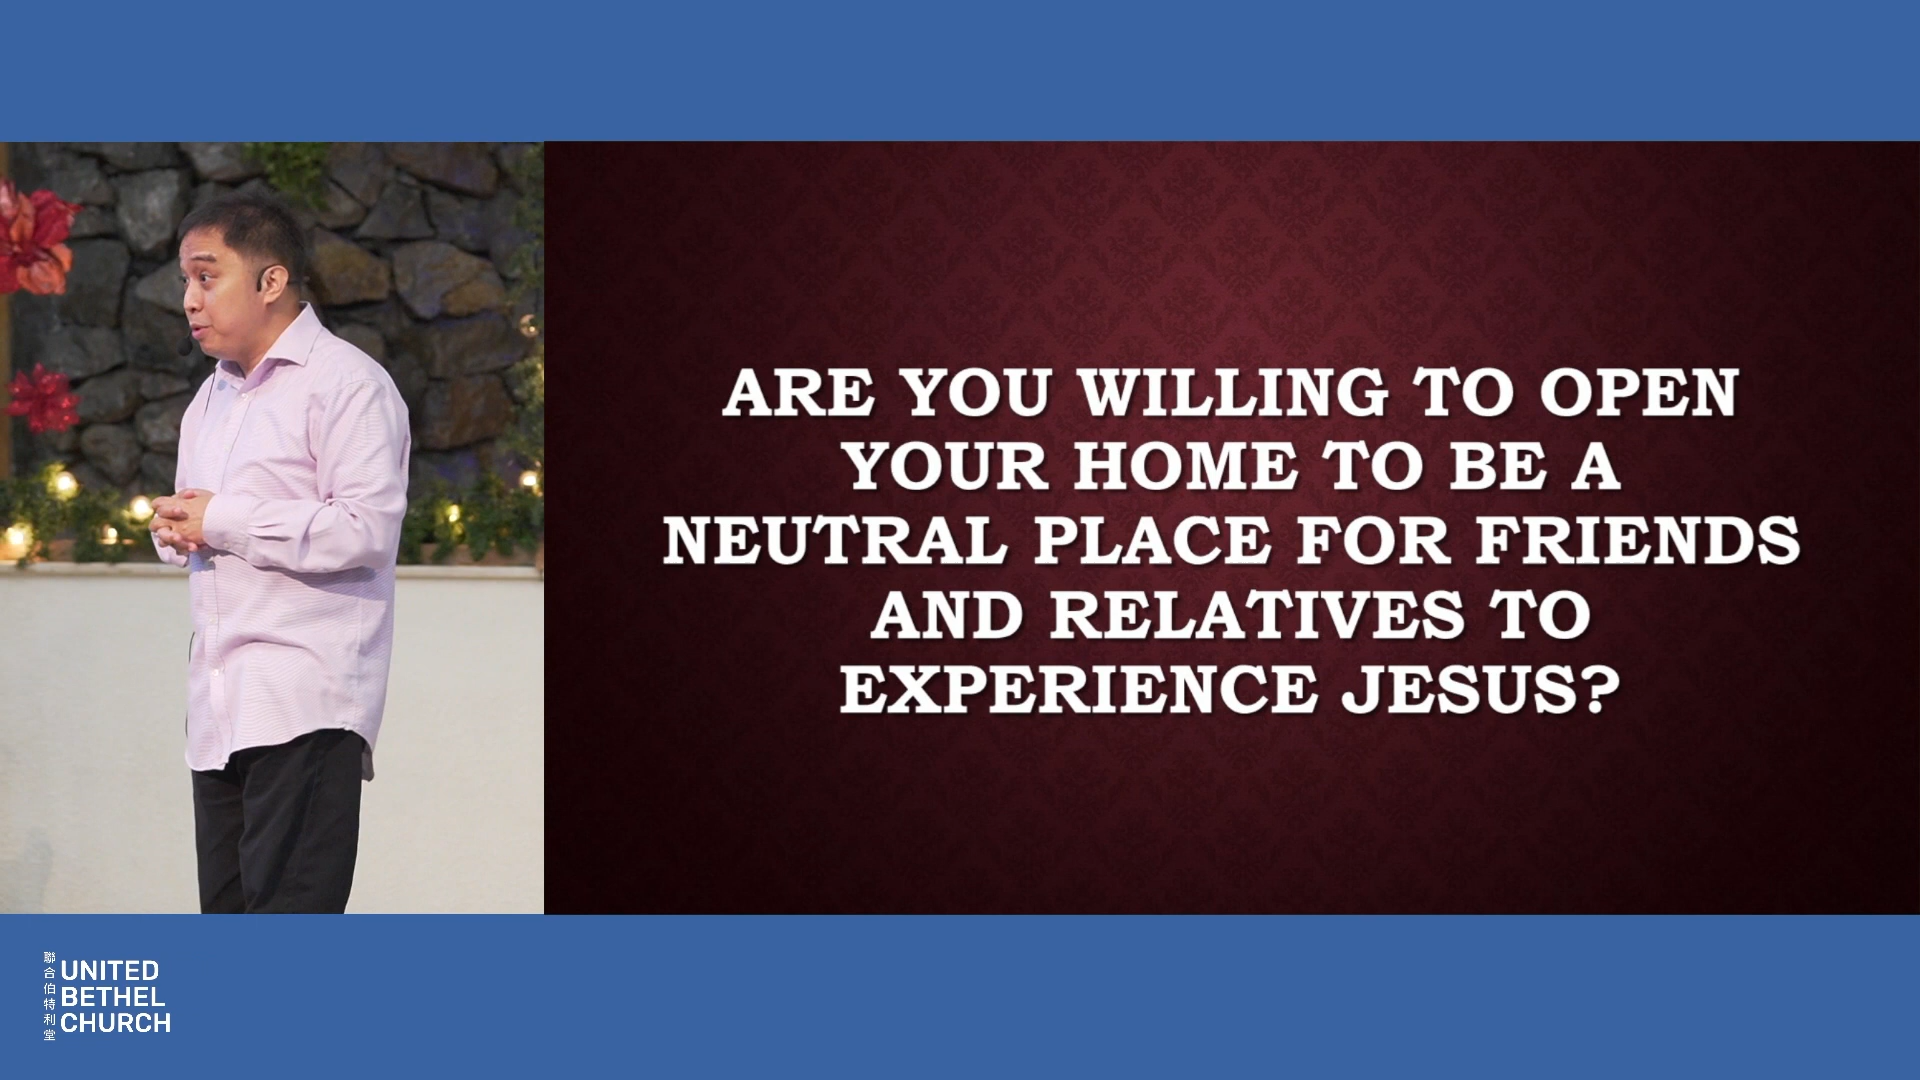 ARE YOU WILLING TO OPEN
YOUR HOME TO BE A
NEUTRAL PLACE FOR FRIENDS
AND RELATIVES TO
EXPERIENCE JESUS?
聯合伯特利堂
UNITED
BETHEL
CHURCH